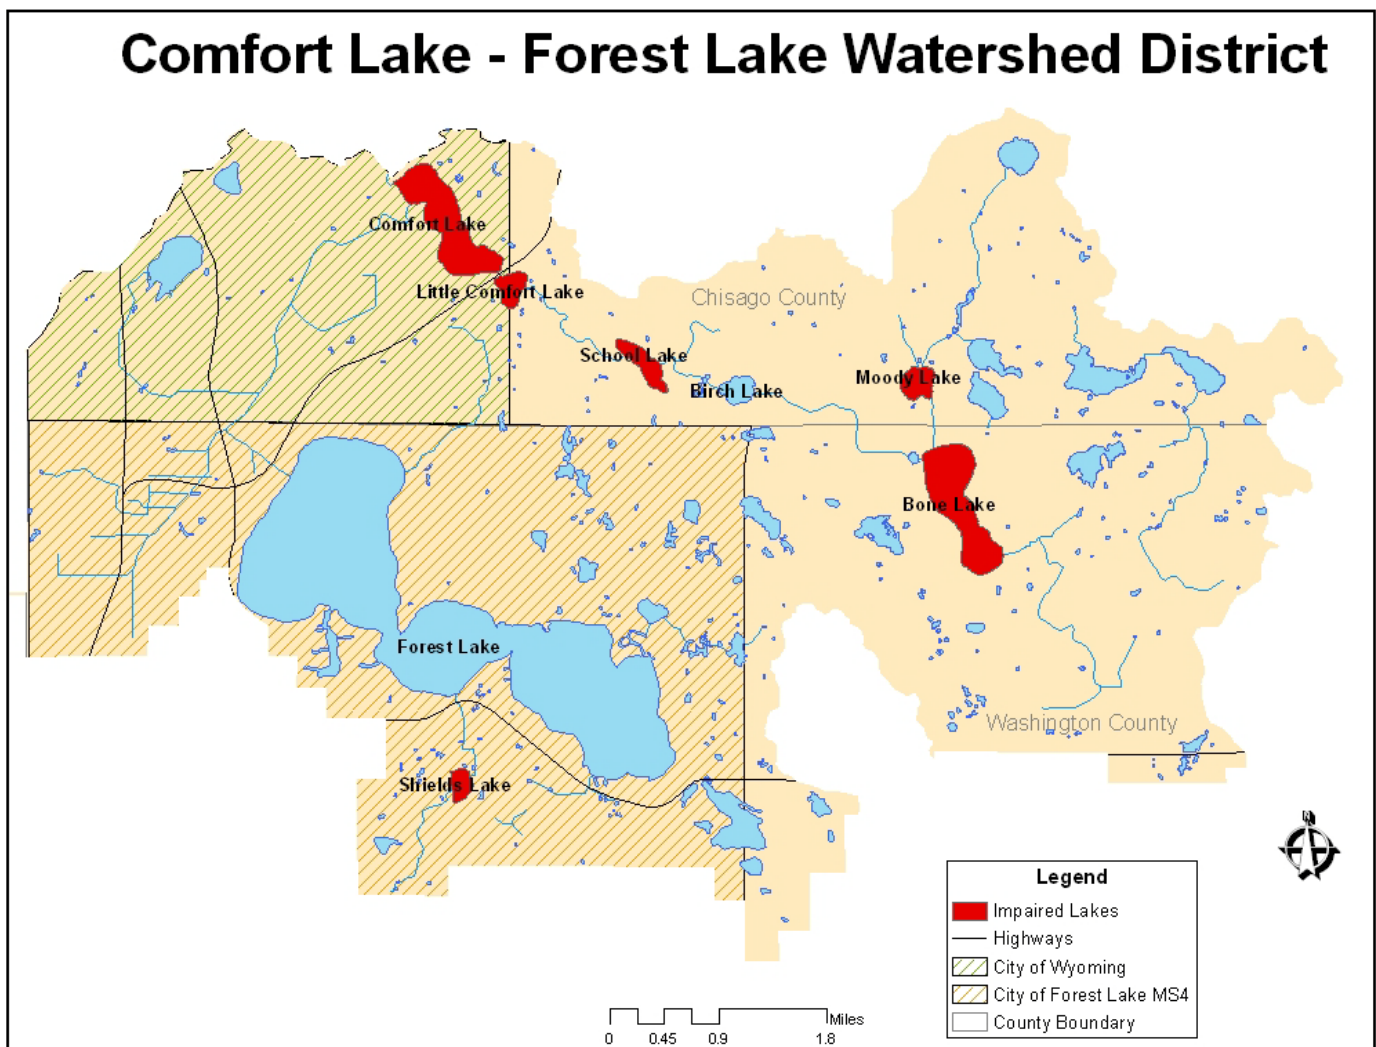 Comfort Lake - Forest Lake Watershed District
Comfort Lake
Little Comfort Lake
Chisago County
School Lake
Birch Lake
Moody Lake
Bone Lake
Forest Lake
Washington County
Shields Lake
N
Legend
Impaired Lakes
Highways
City of Wyoming
City of Forest Lake MS4
County Boundary
Miles
0 0.45 0.9 1.8